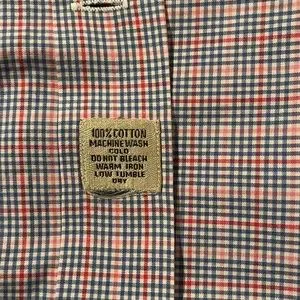 100% COTTON
MACHINE WASH
COLD
DO NOT BLEACH
WARM IRON
LOW TUMBLE
DRY